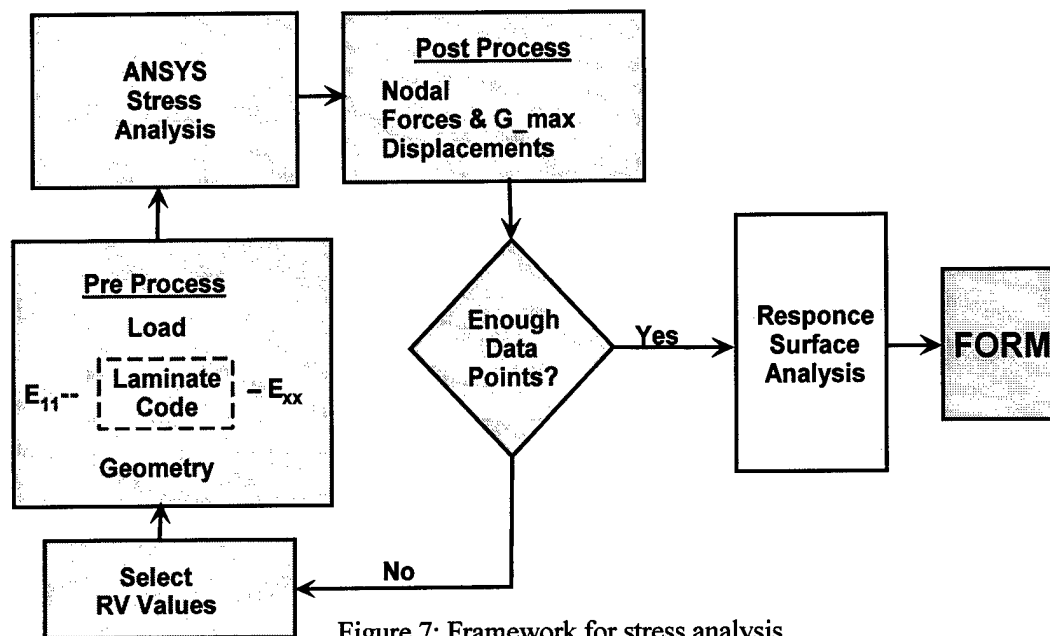 ANSYS
Stress
Analysis
Post Process
Nodal
Forces & G_max
Displacements
Pre Process
Load
E11-- Laminate – Exx
Code
Geometry
Select
RV Values
Enough
Data
Points?
Yes
No
Responce
Surface
Analysis
FORM
Figure 7: Framework for stress analysis